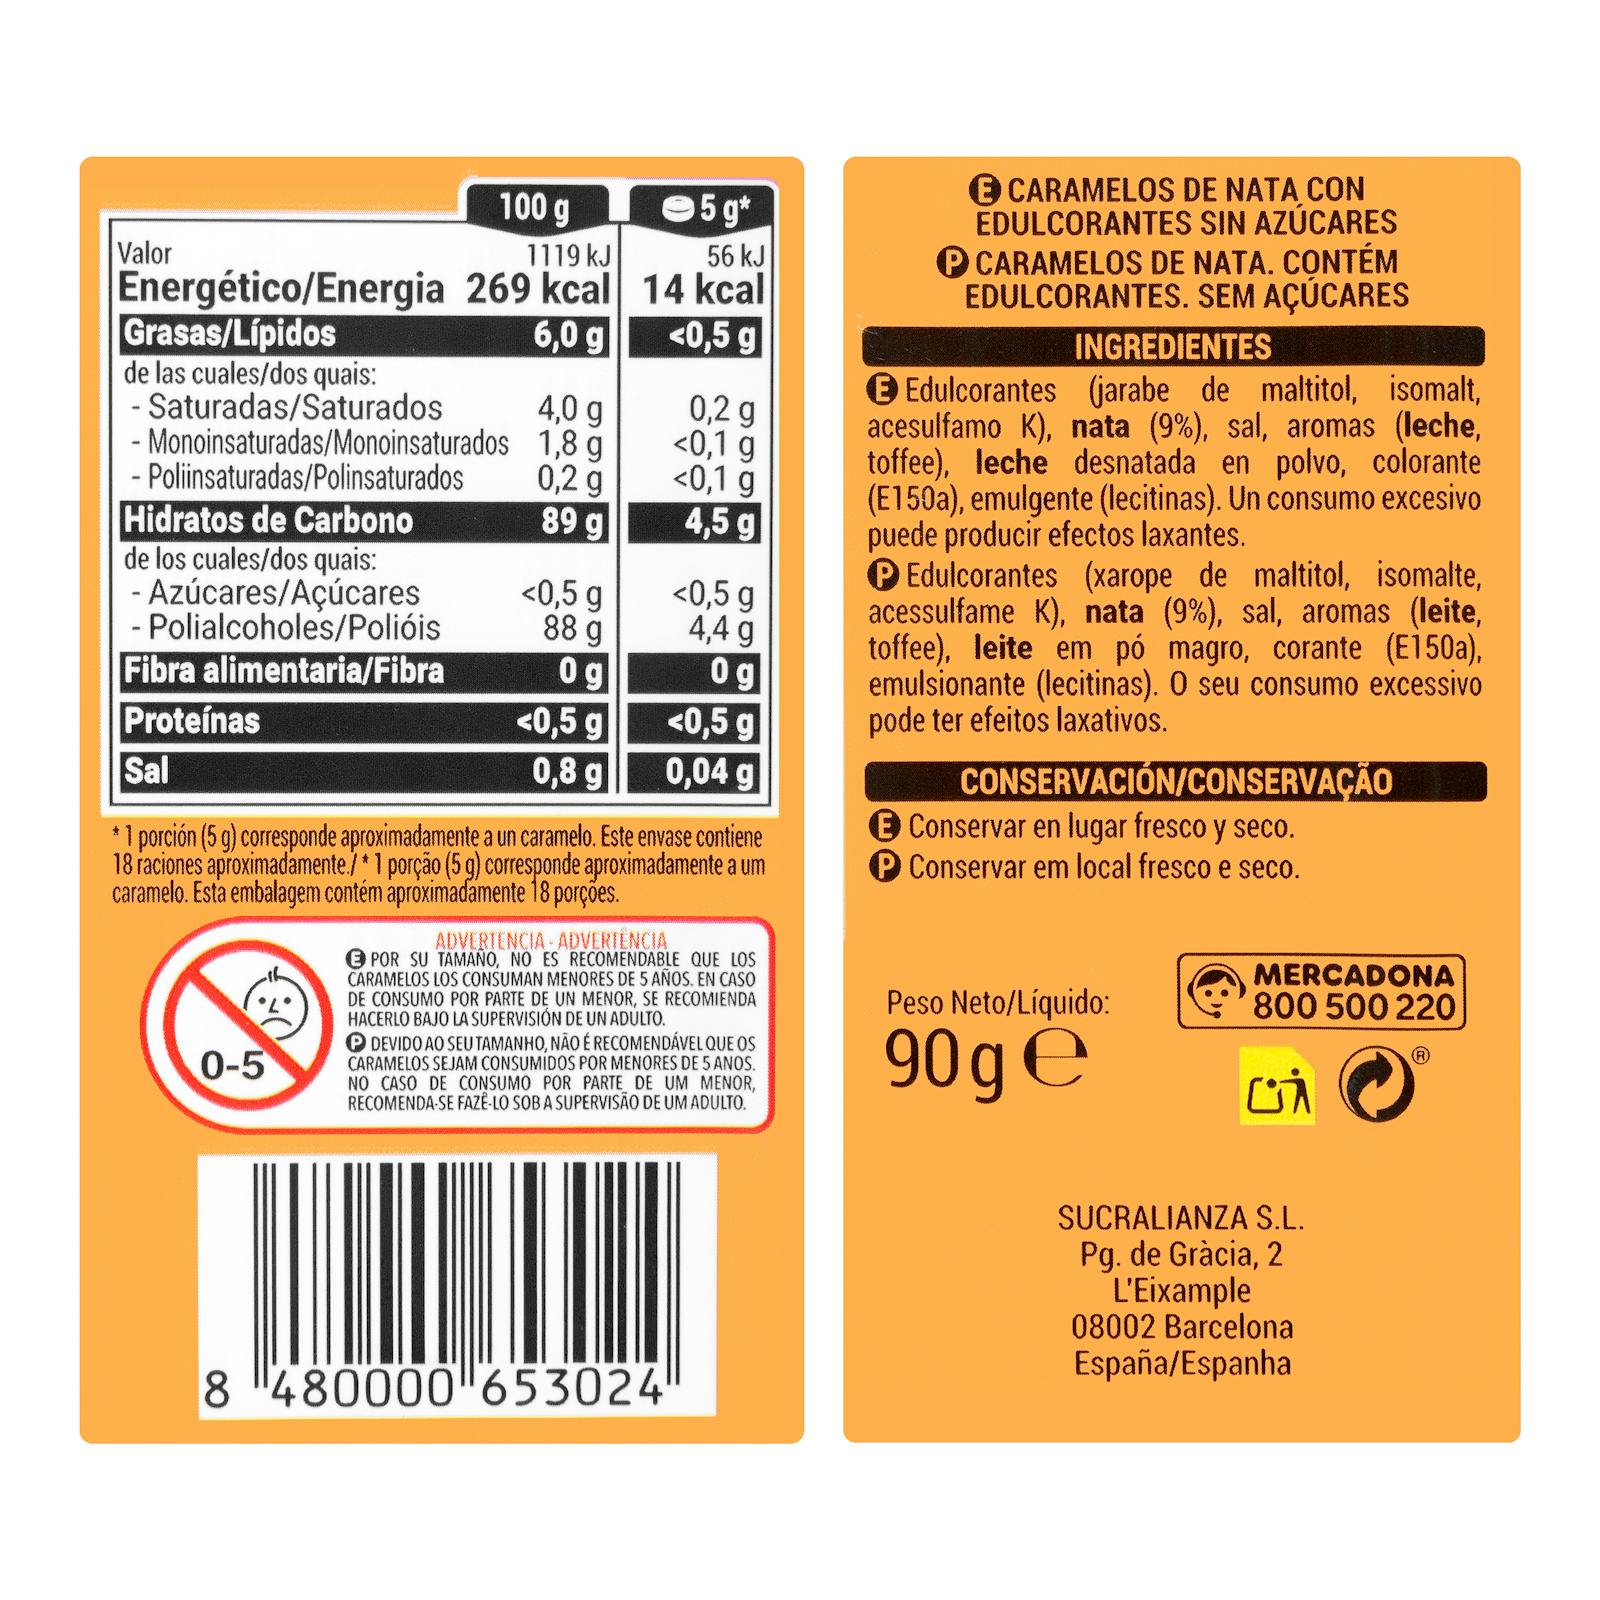 100 g 5 g*
Valor 1119 kJ 56 kJ
Energético/Energia 269 kcal 14 kcal
Grasas/Lípidos 6,0 g <0,5 g
de las cuales/dos quais:
- Saturadas/Saturados 4,0 g 0,2 g
- Monoinsaturadas/Monoinsaturados 1,8 g <0,1 g
- Poliinsaturadas/Polinsaturados 0,2 g <0,1 g
Hidratos de Carbono 89 g 4,5 g
de los cuales/dos quais:
- Azúcares/Açúcares <0,5 g <0,5 g
- Polialcoholes/Polióis 88 g 4,4 g
Fibra alimentaria/Fibra 0 g 0 g
Proteínas <0,5 g <0,5 g
Sal 0,8 g 0,04 g
* 1 porción (5 g) corresponde aproximadamente a un caramelo. Este envase contiene
18 raciones aproximadamente./ * 1 porção (5 g) corresponde aproximadamente a um
caramelo. Esta embalagem contém aproximadamente 18 porções.
ADVERTENCIA - ADVERTÊNCIA
E POR SU TAMAÑO, NO ES RECOMENDABLE QUE LOS
CARAMELOS LOS CONSUMAN MENORES DE 5 AÑOS. EN CASO
DE CONSUMO POR PARTE DE UN MENOR, SE RECOMIENDA
HACERLO BAJO LA SUPERVISIÓN DE UN ADULTO.
P DEVIDO AO SEU TAMANHO, NÃO É RECOMENDÁVEL QUE OS
CARAMELOS SEJAM CONSUMIDOS POR MENORES DE 5 ANOS.
NO CASO DE CONSUMO POR PARTE DE UM MENOR,
RECOMENDA-SE FAZÊ-LO SOB A SUPERVISÃO DE UM ADULTO.
0-5
8 480000 653024
E CARAMELOS DE NATA CON
EDULCORANTES SIN AZÚCARES
P CARAMELOS DE NATA. CONTÉM
EDULCORANTES. SEM AÇÚCARES
INGREDIENTES
E Edulcorantes (jarabe de maltitol, isomalt,
acesulfamo K), nata (9%), sal, aromas (leche,
toffee), leche desnatada en polvo, colorante
(E150a), emulgente (lecitinas). Un consumo excesivo
puede producir efectos laxantes.
P Edulcorantes (xarope de maltitol, isomalte,
acessulfame K), nata (9%), sal, aromas (leite,
toffee), leite em pó magro, corante (E150a),
emulsionante (lecitinas). O seu consumo excessivo
pode ter efeitos laxativos.
CONSERVACIÓN/CONSERVAÇÃO
E Conservar en lugar fresco y seco.
P Conservar em local fresco e seco.
Peso Neto/Líquido:
90 g e
MERCADONA
800 500 220
®
SUCRALIANZA S.L.
Pg. de Gràcia, 2
L'Eixample
08002 Barcelona
España/Espanha